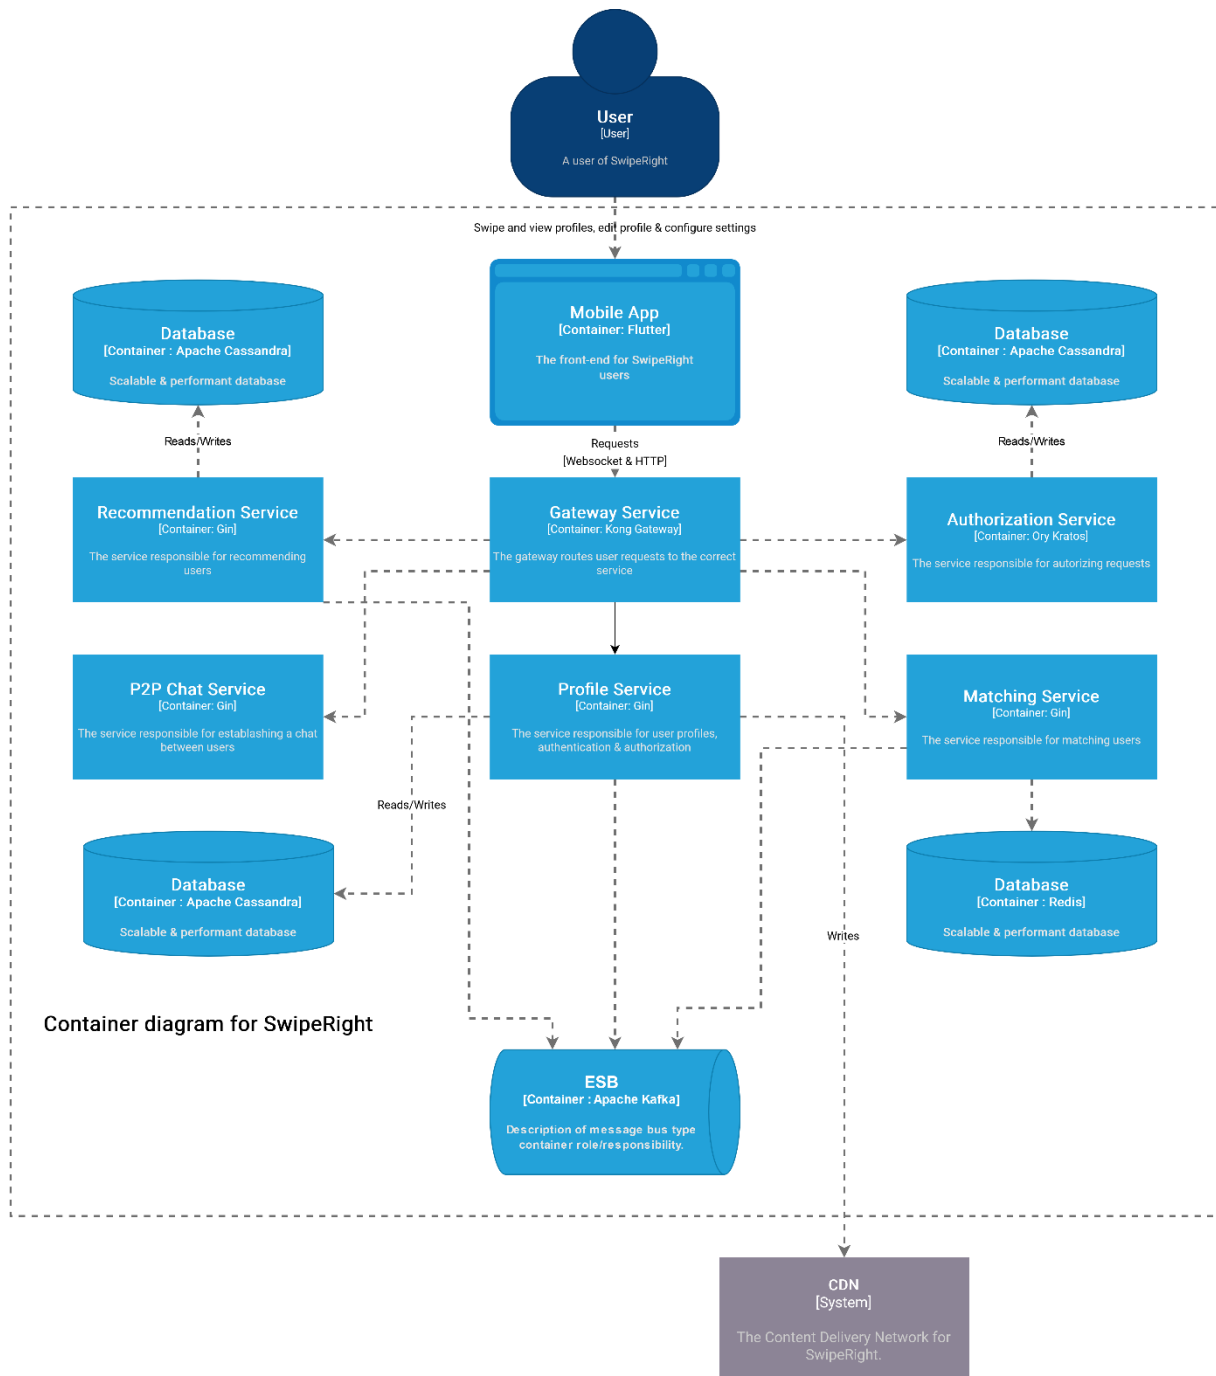 User
[User]
A user of SwipeRight
Swipe and view profiles, edit profile & configure settings
Mobile App
[Container: Flutter]
The front-end for SwipeRight
users
Database
[Container : Apache Cassandra]
Scalable & performant database
Database
[Container : Apache Cassandra]
Scalable & performant database
Reads/Writes
Requests
[Websocket & HTTP]
Reads/Writes
Recommendation Service
[Container: Gin]
The service responsible for recommending
users
Gateway Service
[Container: Kong Gateway]
The gateway routes user requests to the correct
service
Authorization Service
[Container: Ory Kratos]
The service responsible for autorizing requests
P2P Chat Service
[Container: Gin]
The service responsible for establashing a chat
between users
Profile Service
[Container: Gin]
The service responsible for user profiles,
authentication & authorization
Matching Service
[Container: Gin]
The service responsible for matching users
Reads/Writes
Database
[Container : Apache Cassandra]
Scalable & performant database
Database
[Container : Redis]
Scalable & performant database
Writes
Container diagram for SwipeRight
ESB
[Container : Apache Kafka]
Description of message bus type
container role/responsibility.
CDN
[System]
The Content Delivery Network for
SwipeRight.